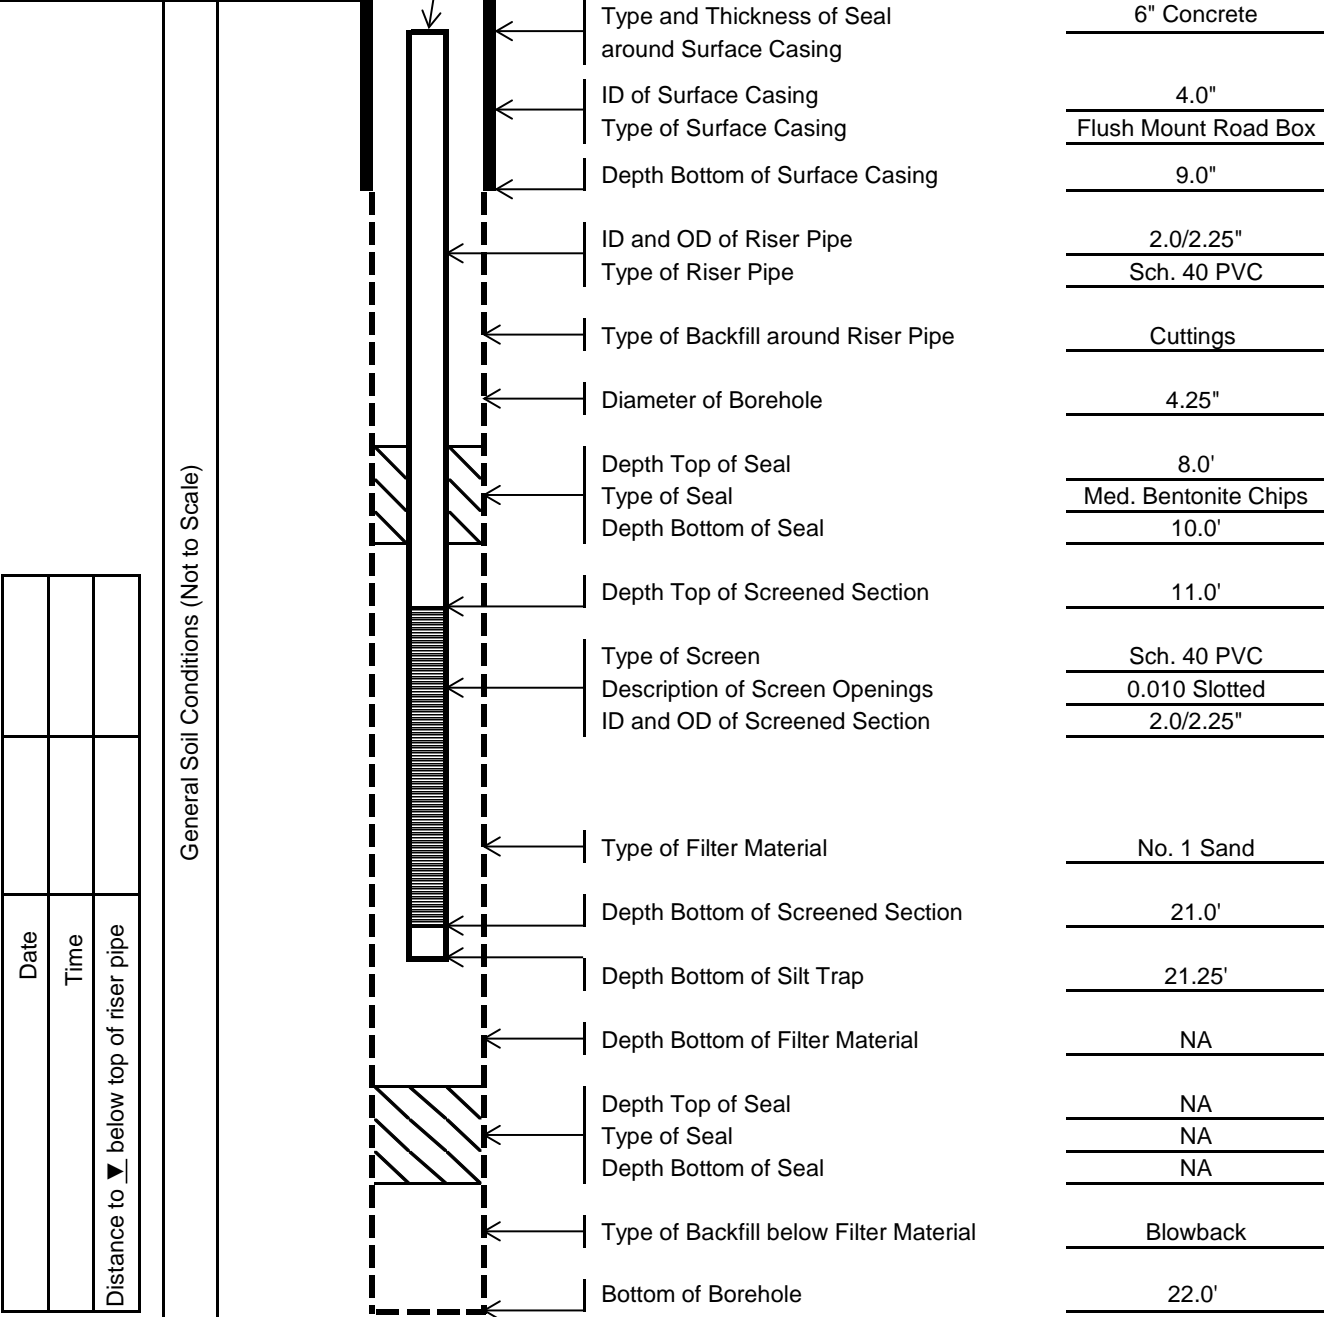 Type and Thickness of Seal 6" Concrete
around Surface Casing
ID of Surface Casing 4.0"
Type of Surface Casing Flush Mount Road Box
Depth Bottom of Surface Casing 9.0"
ID and OD of Riser Pipe 2.0/2.25"
Type of Riser Pipe Sch. 40 PVC
Type of Backfill around Riser Pipe Cuttings
Diameter of Borehole 4.25"
Depth Top of Seal 8.0'
Type of Seal Med. Bentonite Chips
Depth Bottom of Seal 10.0'
Depth Top of Screened Section 11.0'
Type of Screen Sch. 40 PVC
Description of Screen Openings 0.010 Slotted
ID and OD of Screened Section 2.0/2.25"
Type of Filter Material No. 1 Sand
Depth Bottom of Screened Section 21.0'
Depth Bottom of Silt Trap 21.25'
Depth Bottom of Filter Material NA
Depth Top of Seal NA
Type of Seal NA
Depth Bottom of Seal NA
Type of Backfill below Filter Material Blowback
Bottom of Borehole 22.0'
General Soil Conditions (Not to Scale)
Date
Time
Distance to ▼ below top of riser pipe